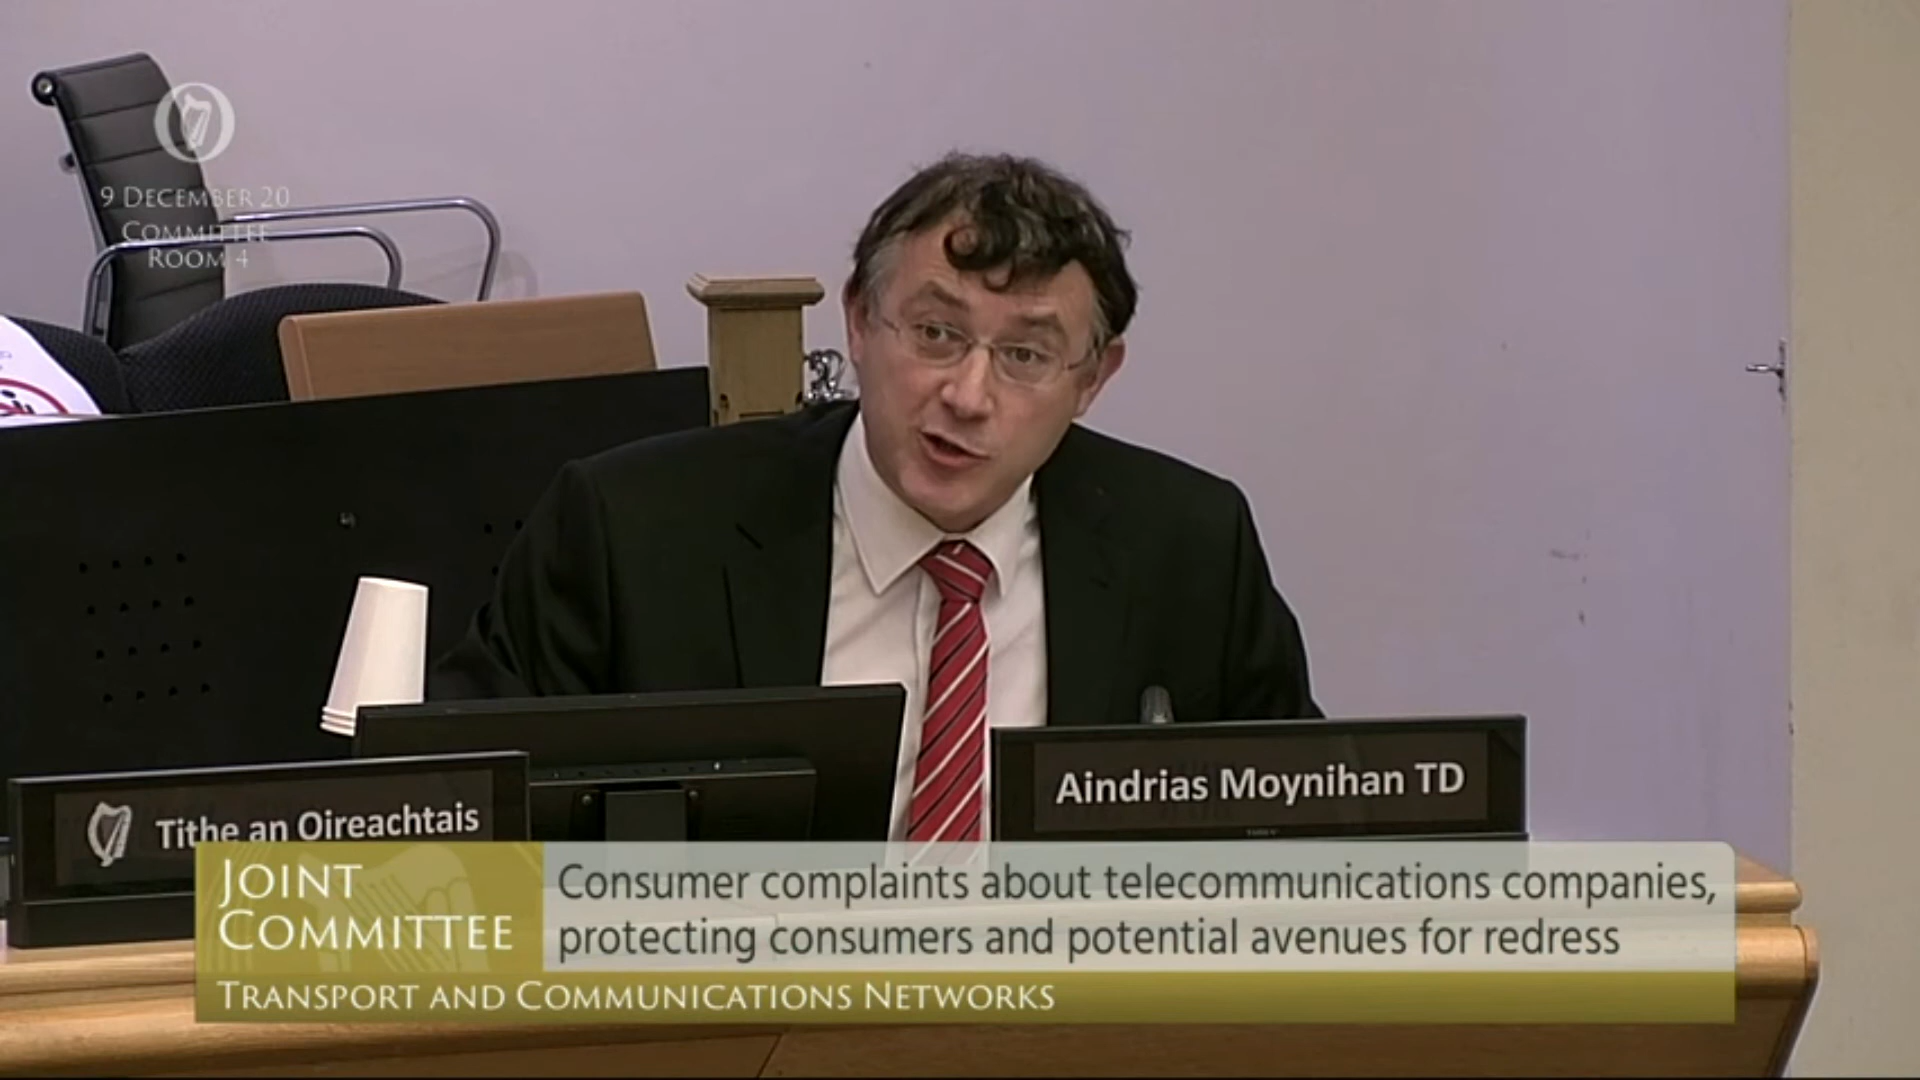 9 December 20
Committee
Room 4
Tithe an Oireachtais
Aindrias Moynihan TD
Joint
Committee
Consumer complaints about telecommunications companies,
protecting consumers and potential avenues for redress
Transport and Communications Networks